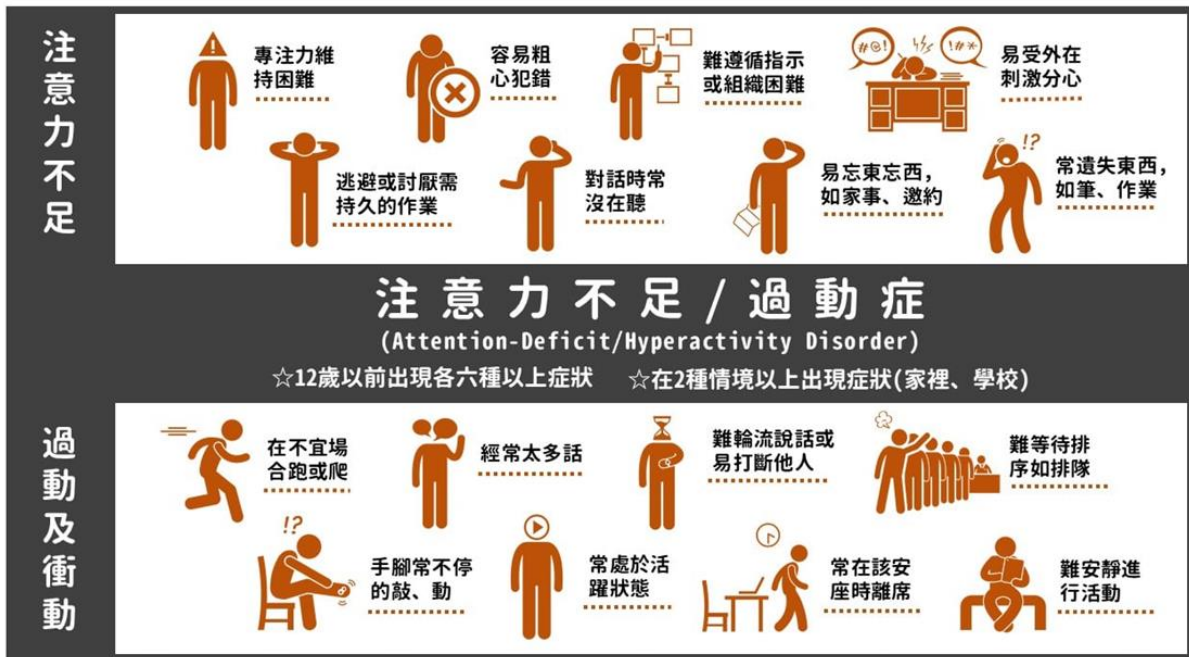 注意力不足
專注力維
持困難
容易粗
心犯錯
難遵循指示
或組織困難
#@!
!#*
易受外在
刺激分心
逃避或討厭需
持久的作業
對話時常
沒在聽
易忘東忘西，
如家事、邀約
!?
常遺失東西，
如筆、作業
注意力不足/過動症
(Attention-Deficit/Hyperactivity Disorder)
☆12歲以前出現各六種以上症狀 ☆在2種情境以上出現症狀(家裡、學校)
過動及衝動
在不宜場
合跑或爬
經常太多話
難輪流說話或
易打斷他人
難等待排
序如排隊
!?
手腳常不停
的敲、動
常處於活
躍狀態
常在該安
座時離席
難安靜進
行活動